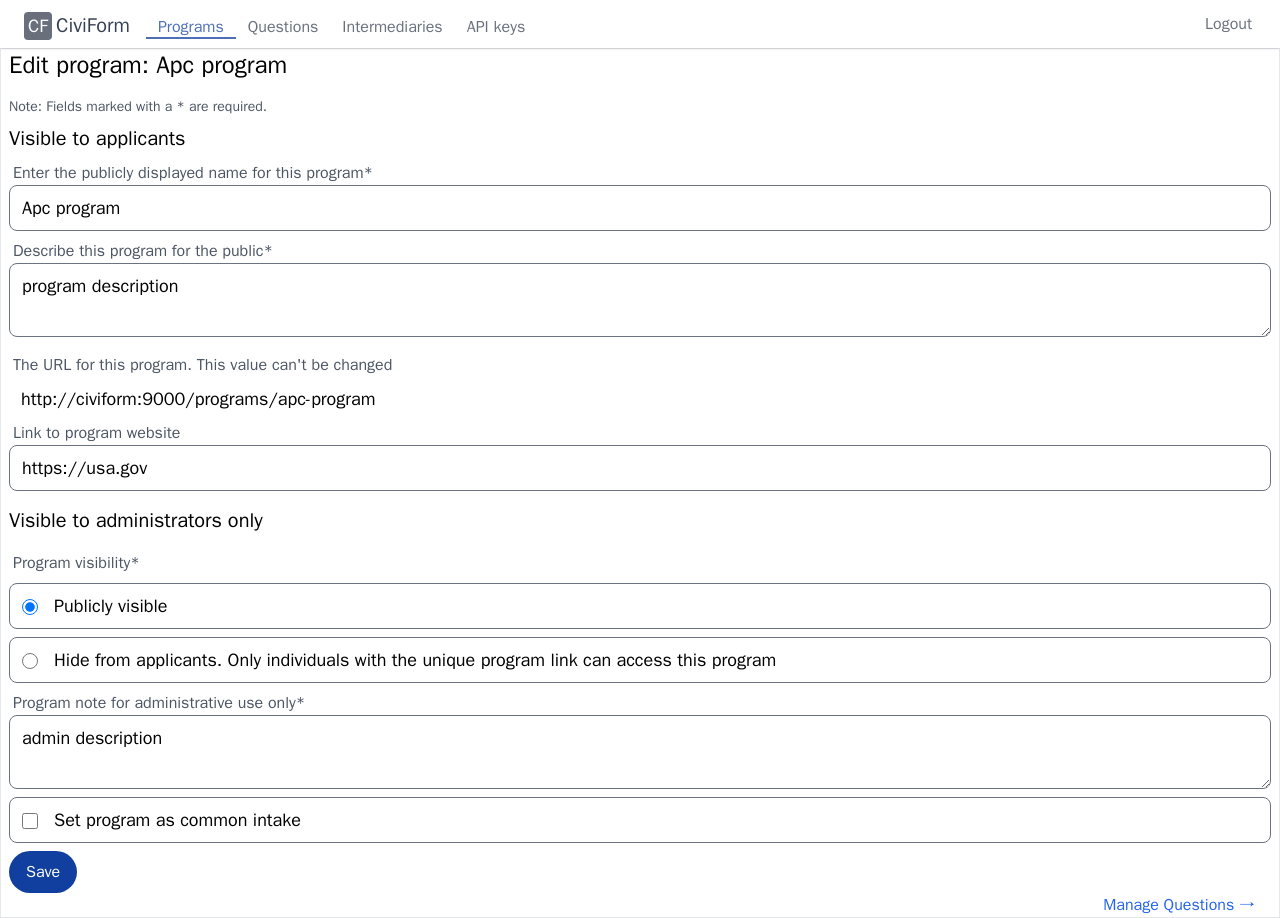 CF CiviForm Programs Questions Intermediaries API keys Logout
Edit program: Apc program
Note: Fields marked with a * are required.
Visible to applicants
Enter the publicly displayed name for this program*
Apc program
Describe this program for the public*
program description
The URL for this program. This value can't be changed
http://civiform:9000/programs/apc-program
Link to program website
https://usa.gov
Visible to administrators only
Program visibility*
Publicly visible
Hide from applicants. Only individuals with the unique program link can access this program
Program note for administrative use only*
admin description
Set program as common intake
Save
Manage Questions →